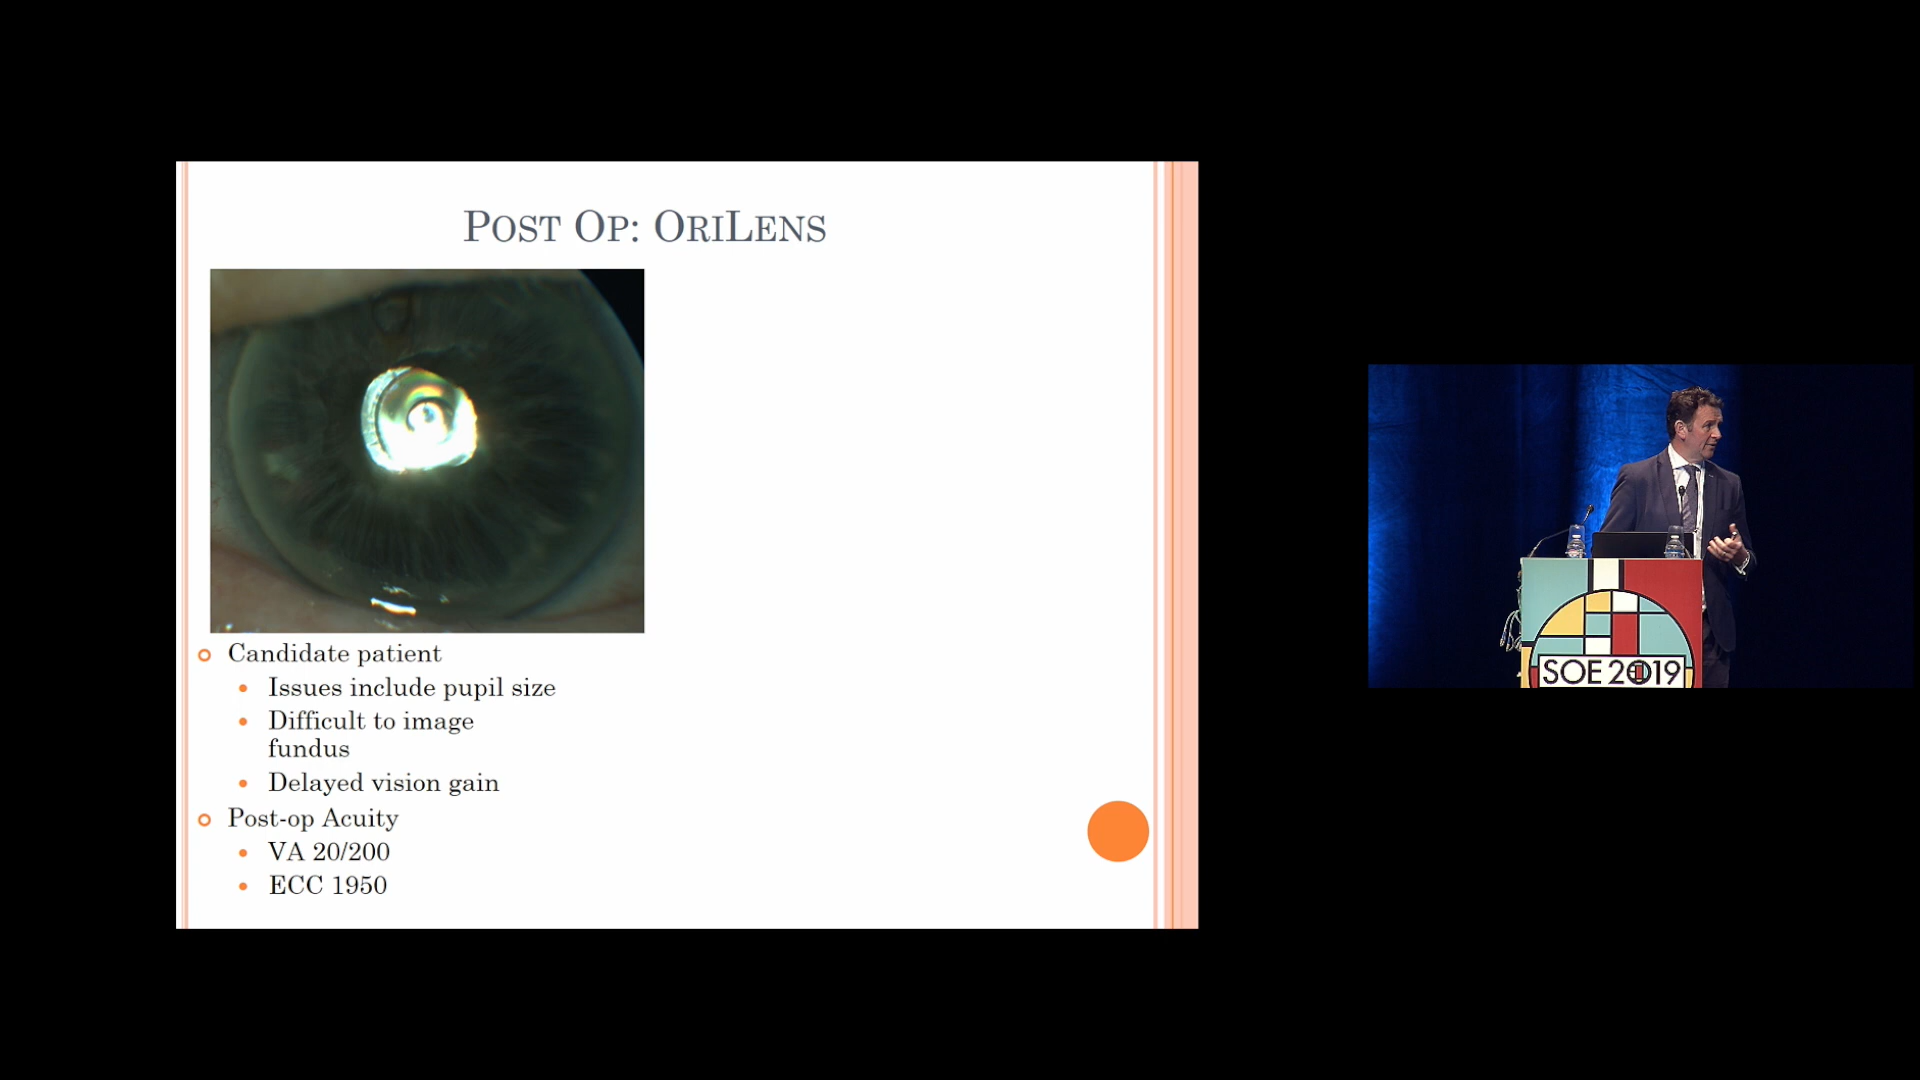 POST OP: ORILENS
Candidate patient
Issues include pupil size
Difficult to image
fundus
Delayed vision gain
Post-op Acuity
VA 20/200
ECC 1950
SOE 2019